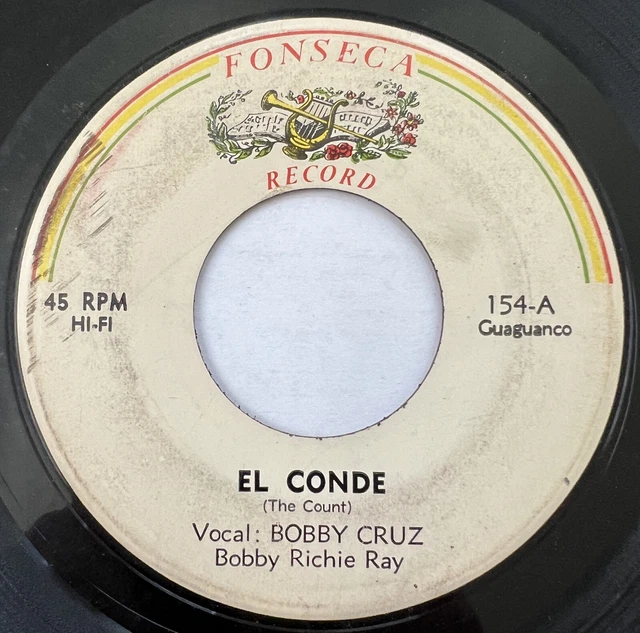 FONSECA
RECORD
45 RPM
HI-FI
154-A
Guaguanco
EL CONDE
(The Count)
Vocal: BOBBY CRUZ
Bobby Richie Ray